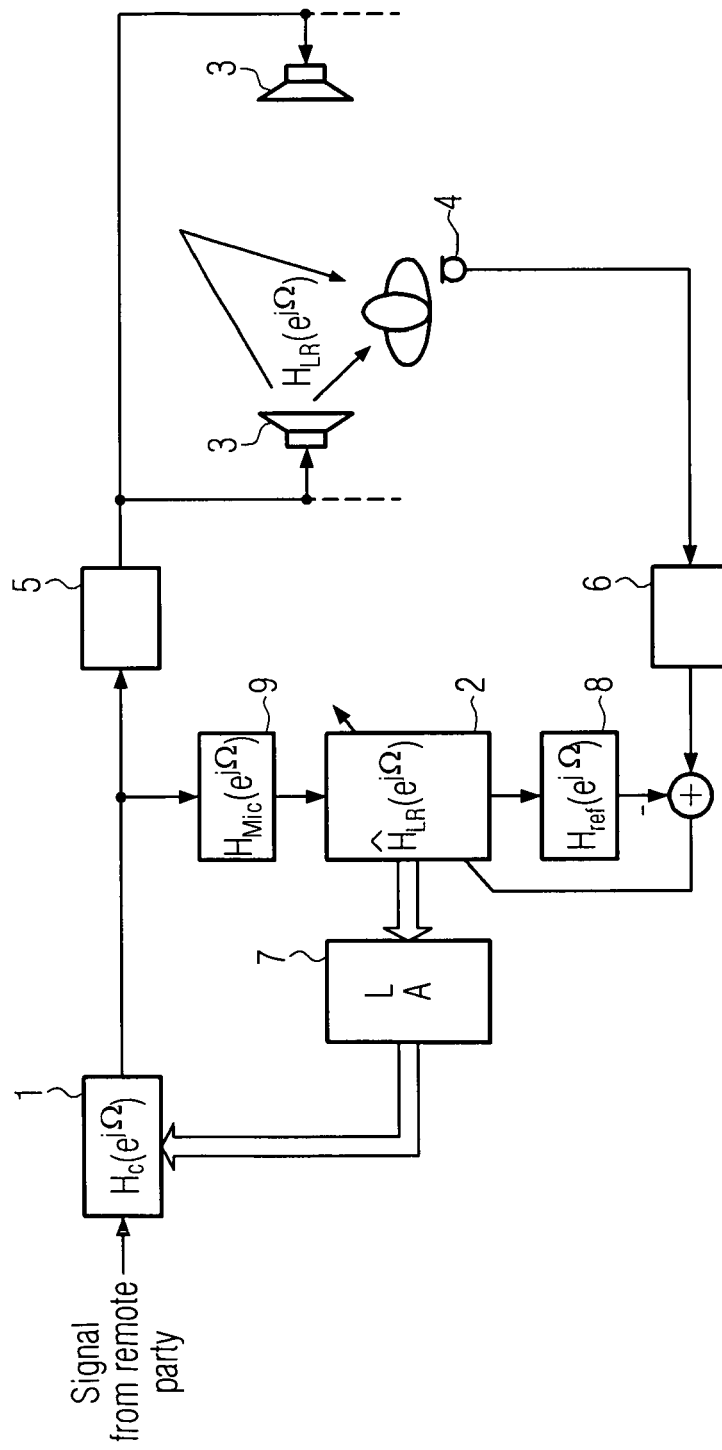 Signal
from remote
party
1
H_c(e^jΩ)
5
3
3
H_LR(e^jΩ)
4
9
H_Mic(e^jΩ)
7
L
A
2
Ĥ_LR(e^jΩ)
8
H_ref(e^jΩ)
-
+
6